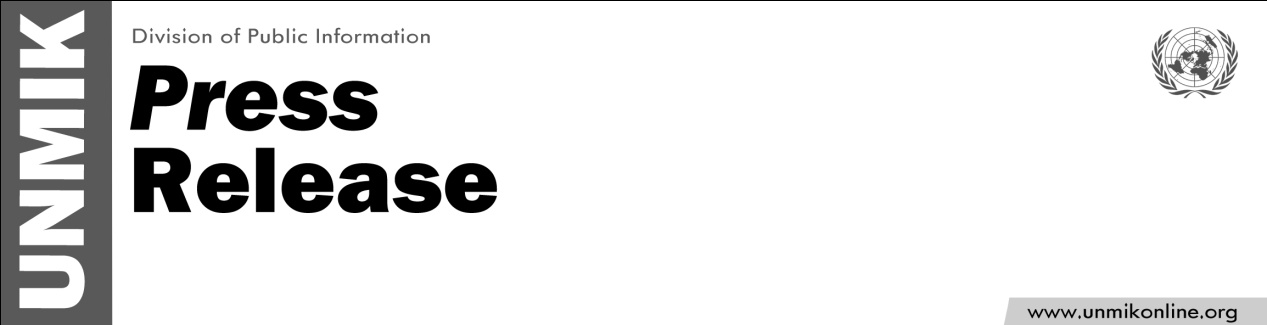 UNMIK
Division of Public Information
Press
Release
www.unmikonline.org